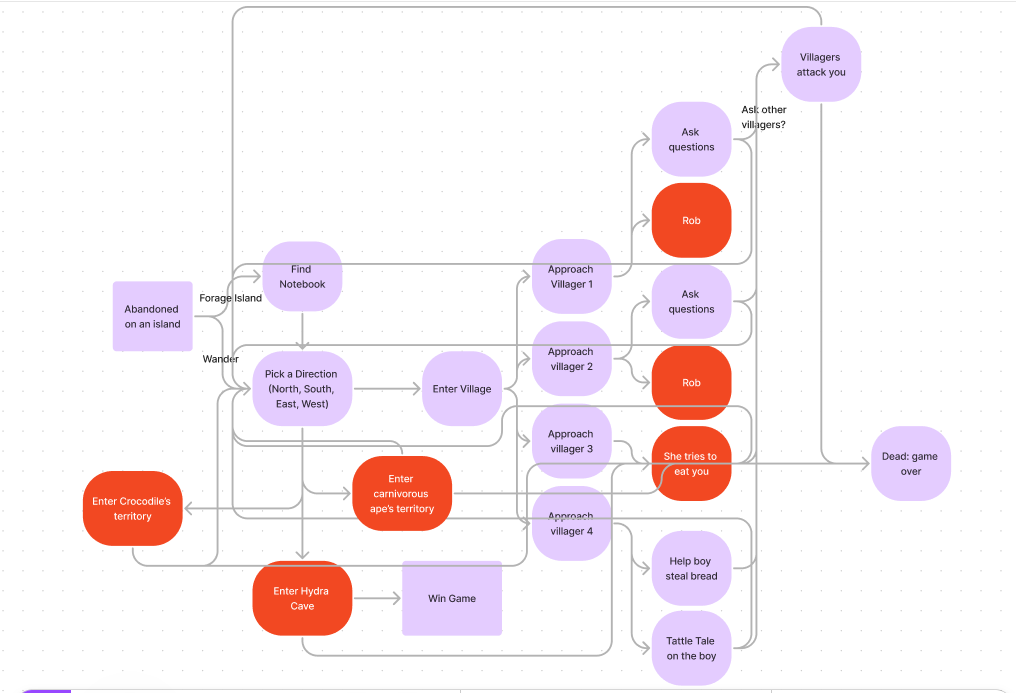 Villagers
attack you
Ask other
villagers?
Ask
questions
Rob
Find
Notebook
Approach
Villager 1
Forage Island
Abandoned
on an island
Ask
questions
Wander
Approach
villager 2
Pick a Direction
(North, South,
East, West)
Enter Village
Rob
Approach
villager 3
She tries to
eat you
Dead: game
over
Enter Crocodile's
territory
Enter
carnivorous
ape's territory
Approach
villager 4
Help boy
steal bread
Enter Hydra
Cave
Win Game
Tattle Tale
on the boy